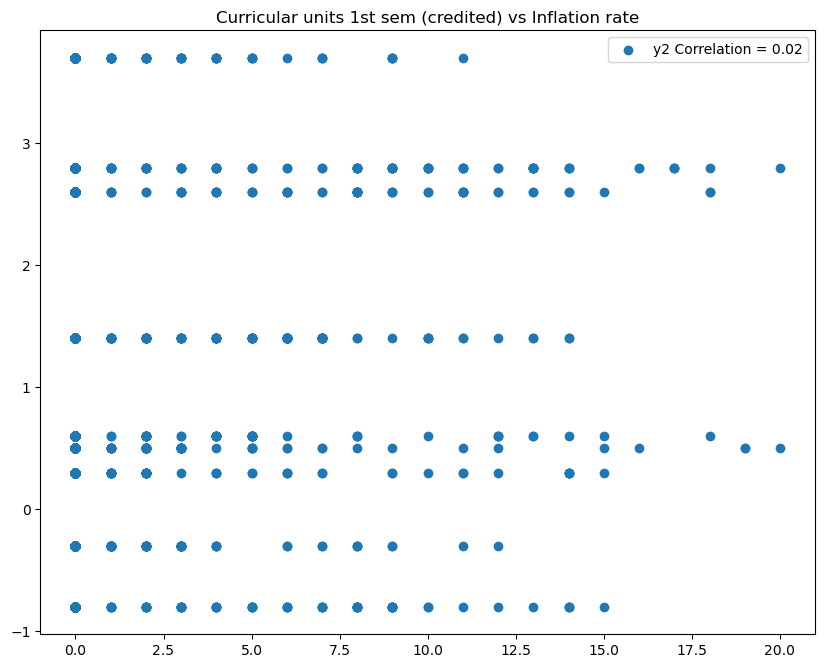 Curricular units 1st sem (credited) vs Inflation rate
y2 Correlation = 0.02
3
2
1
0
−1
0.0 2.5 5.0 7.5 10.0 12.5 15.0 17.5 20.0